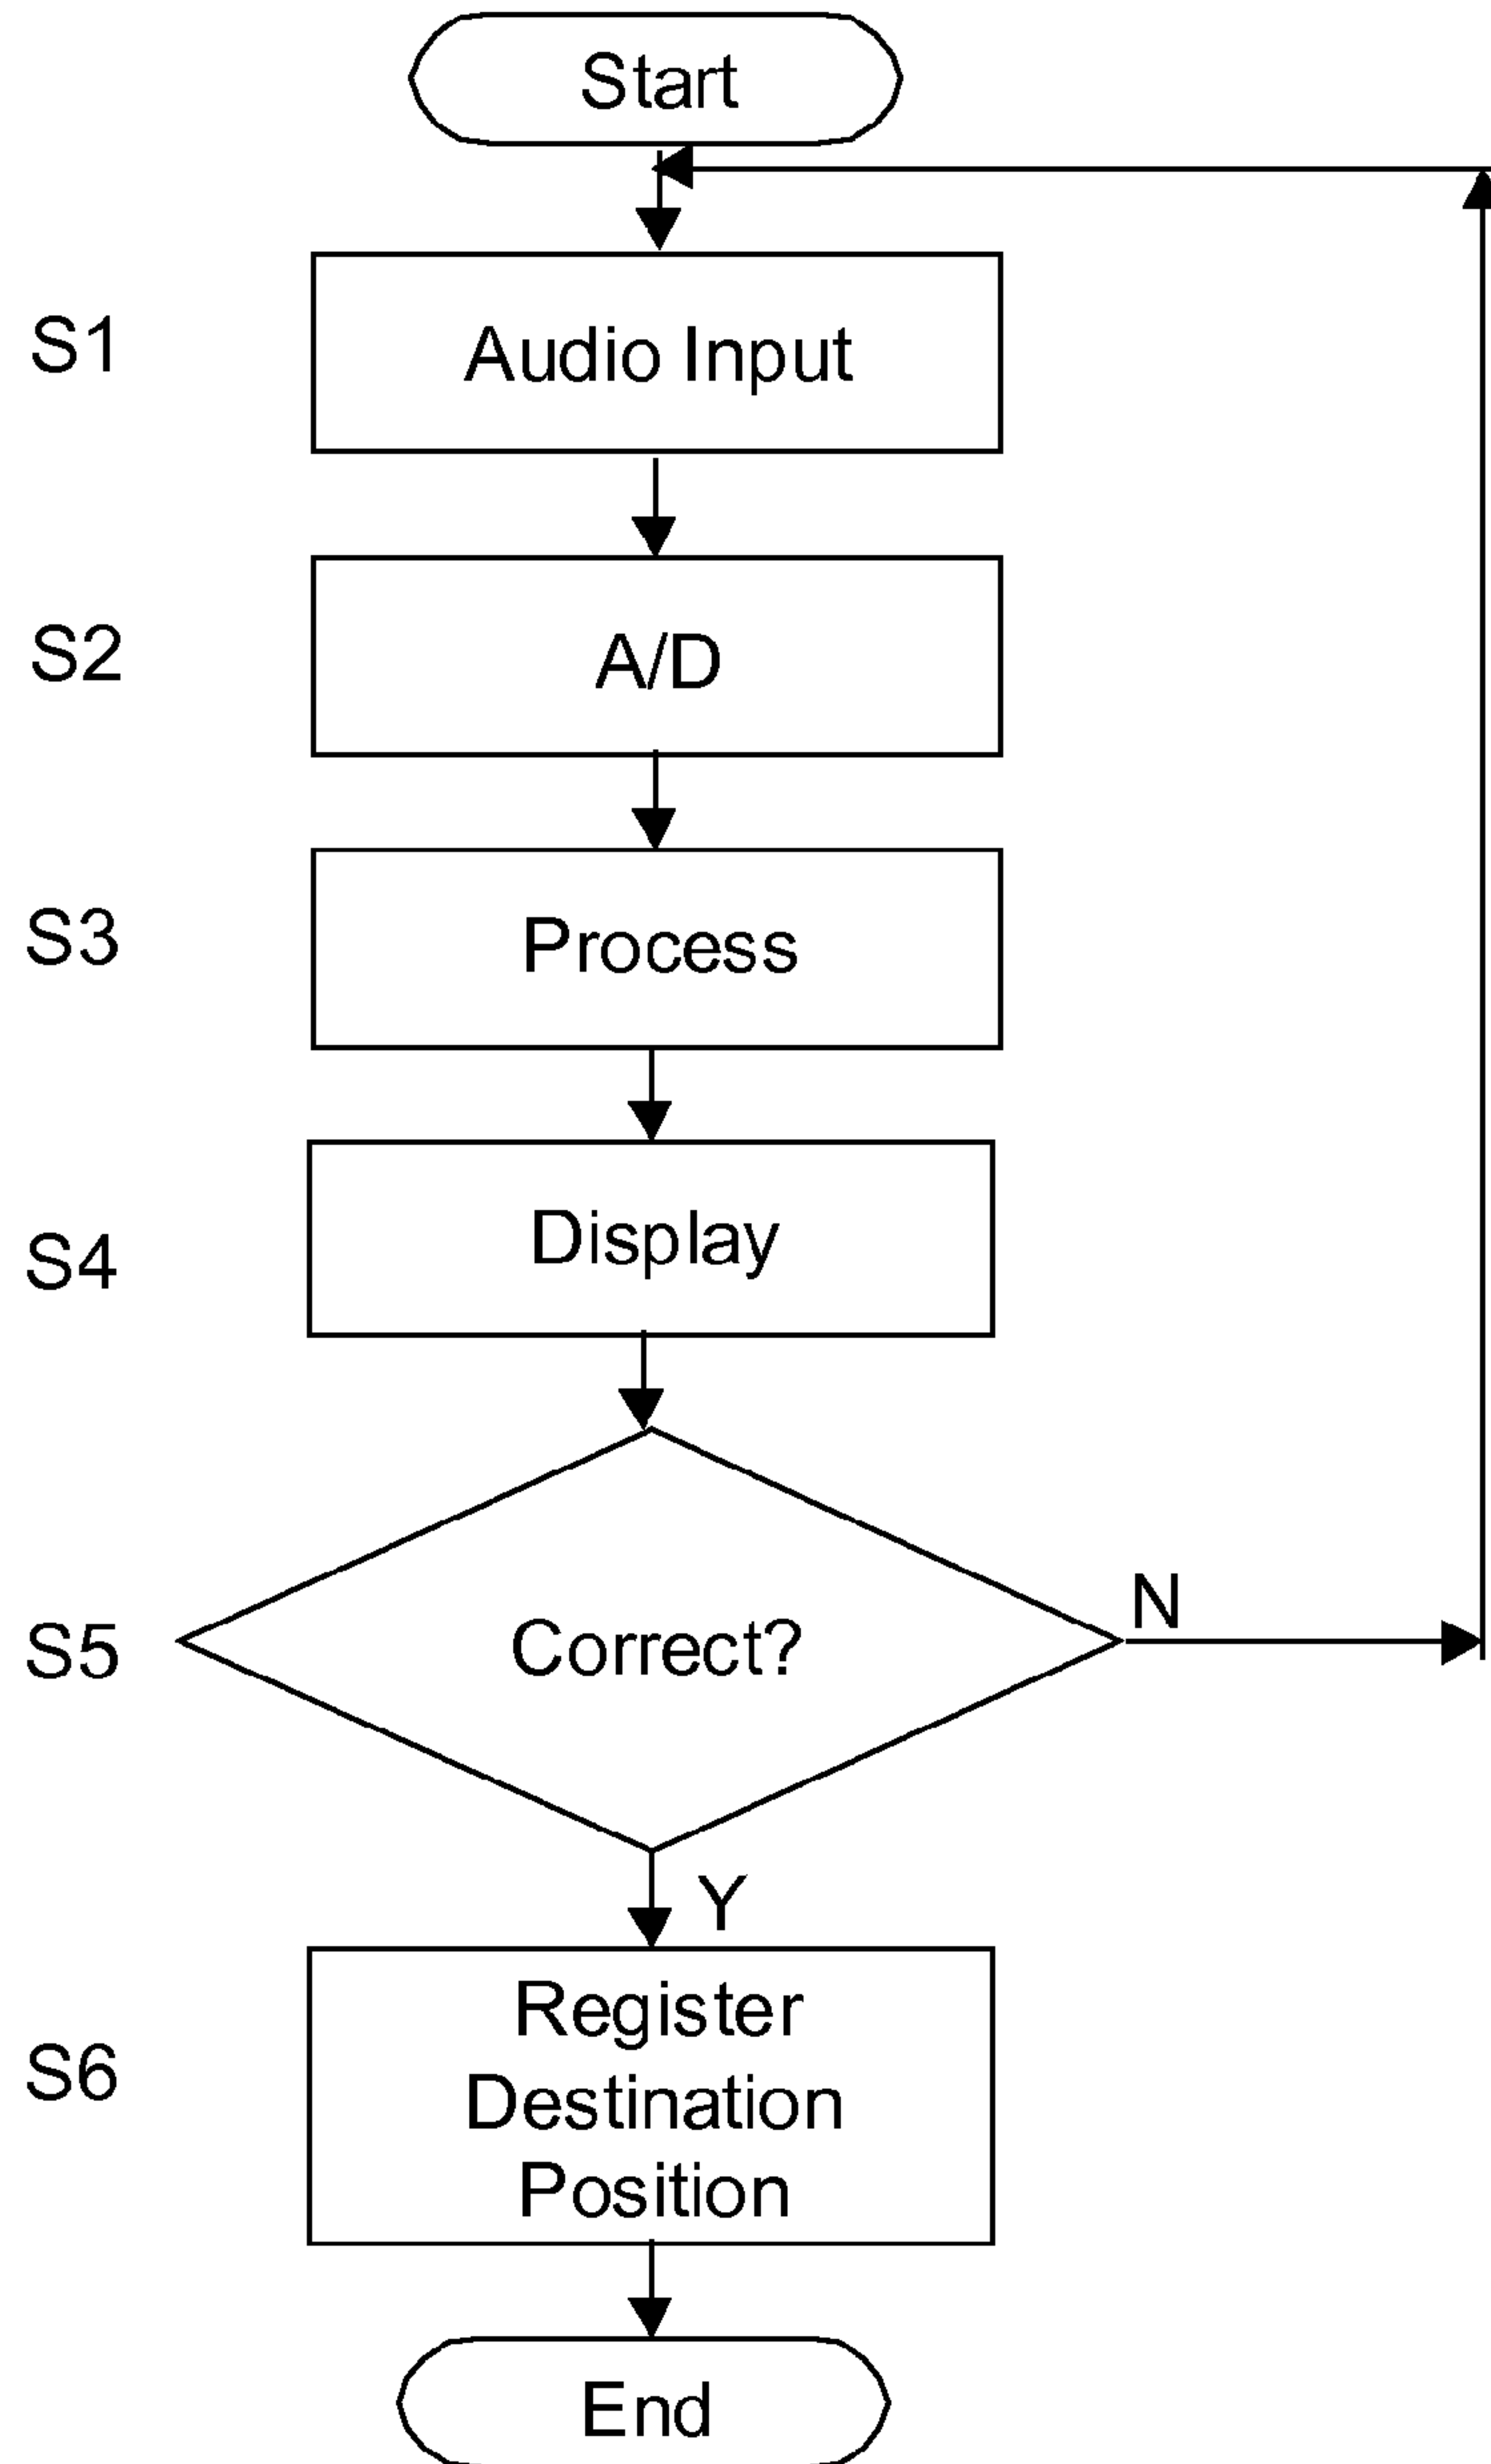 Start
S1
Audio Input
S2
A/D
S3
Process
S4
Display
S5
Correct?
N
Y
S6
Register
Destination
Position
End